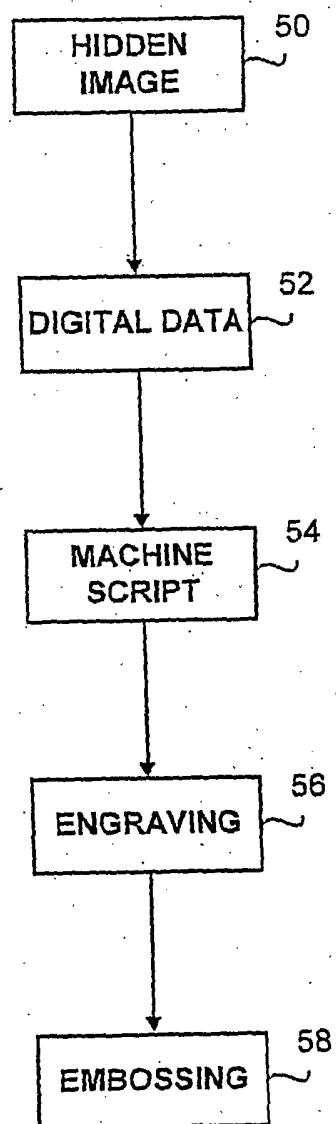 50
HIDDEN
IMAGE
52
DIGITAL DATA
54
MACHINE
SCRIPT
56
ENGRAVING
58
EMBOSSING